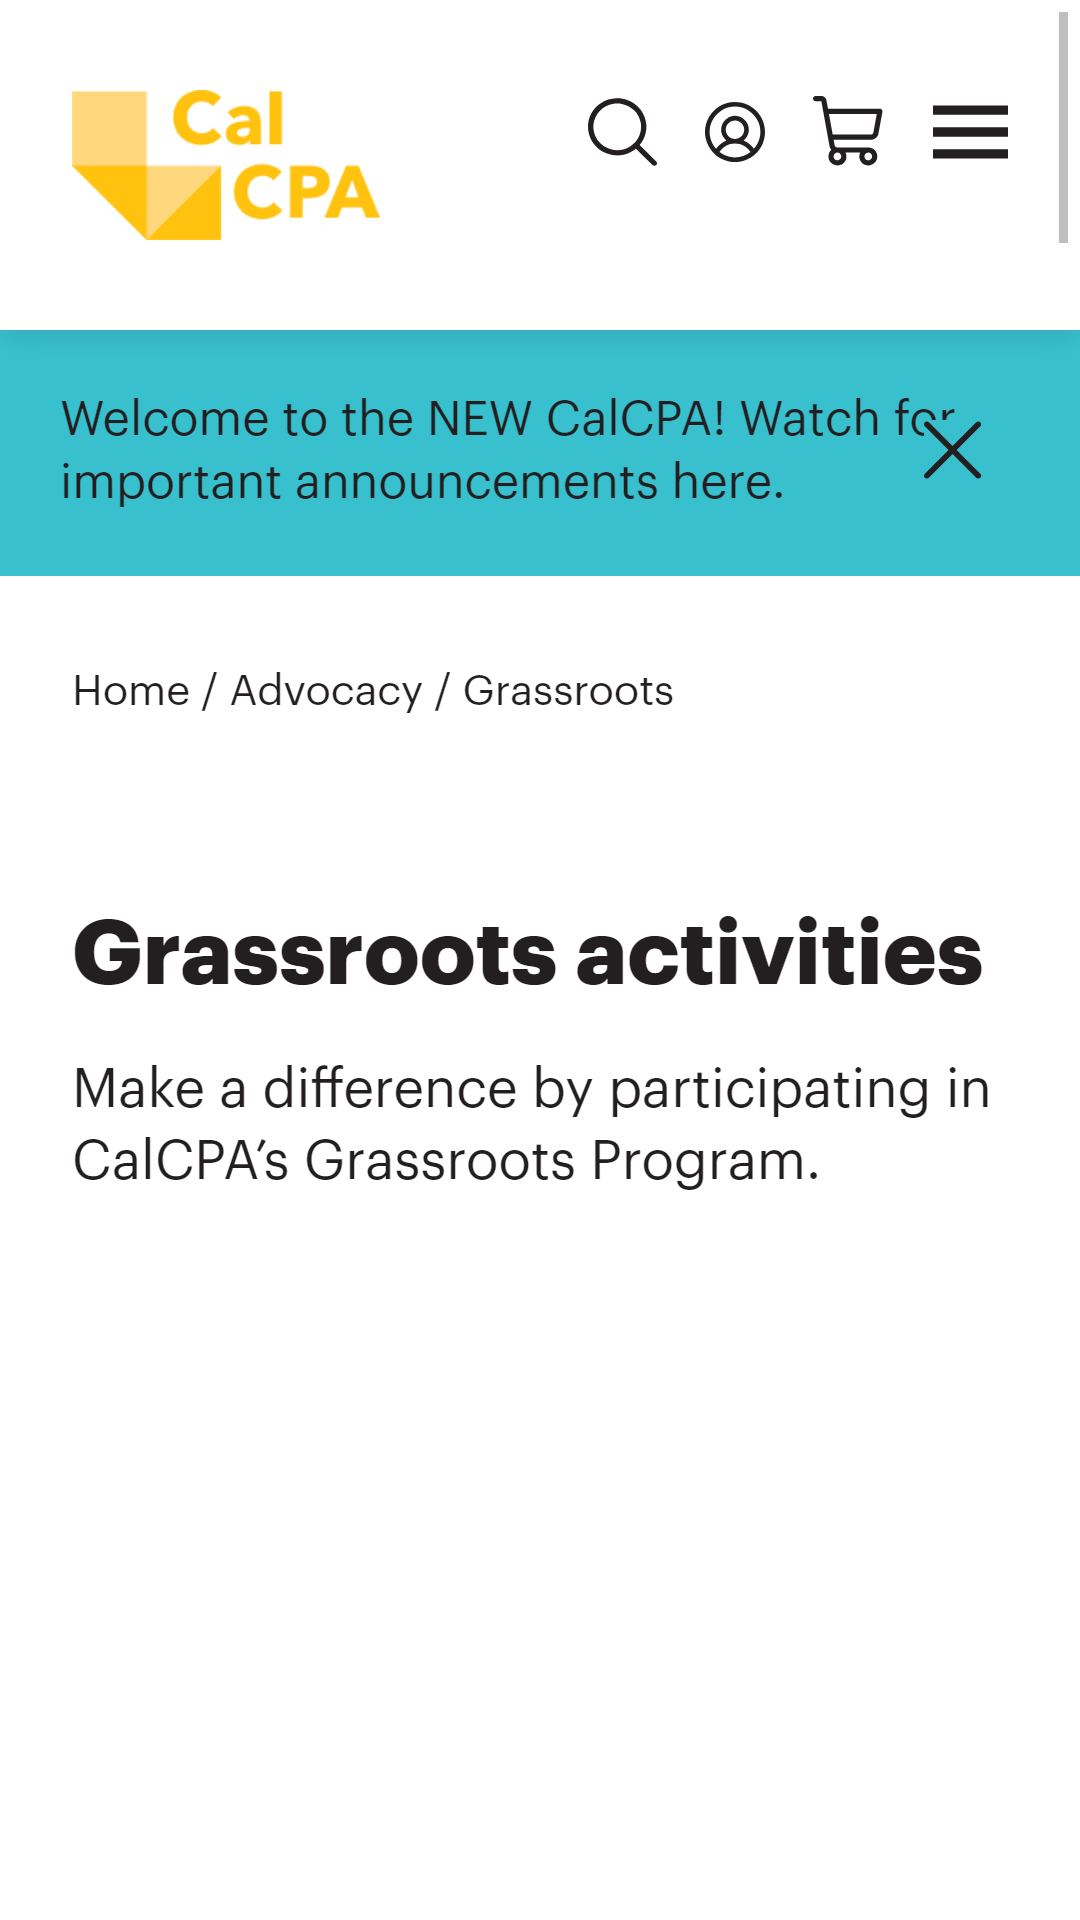 Cal
CPA
Welcome to the NEW CalCPA! Watch for
important announcements here.
Home / Advocacy / Grassroots
Grassroots activities
Make a difference by participating in
CalCPA’s Grassroots Program.